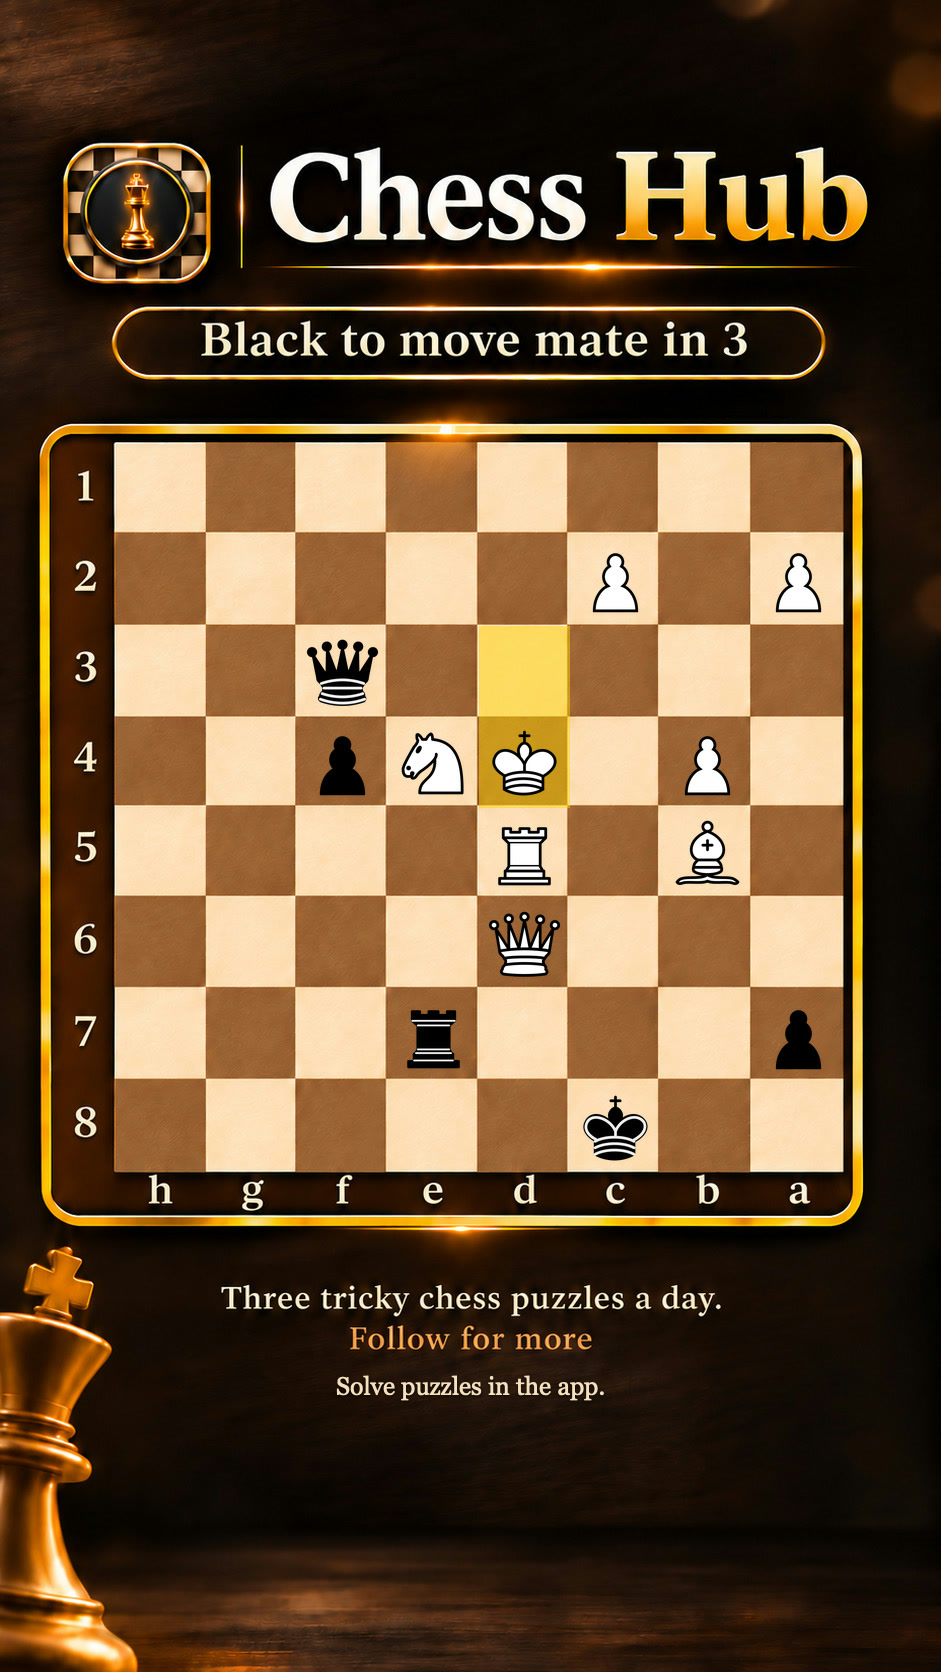 Chess Hub
Black to move mate in 3
1
2
3
4
5
6
7
8
h g f e d c b a
Three tricky chess puzzles a day.
Follow for more
Solve puzzles in the app.